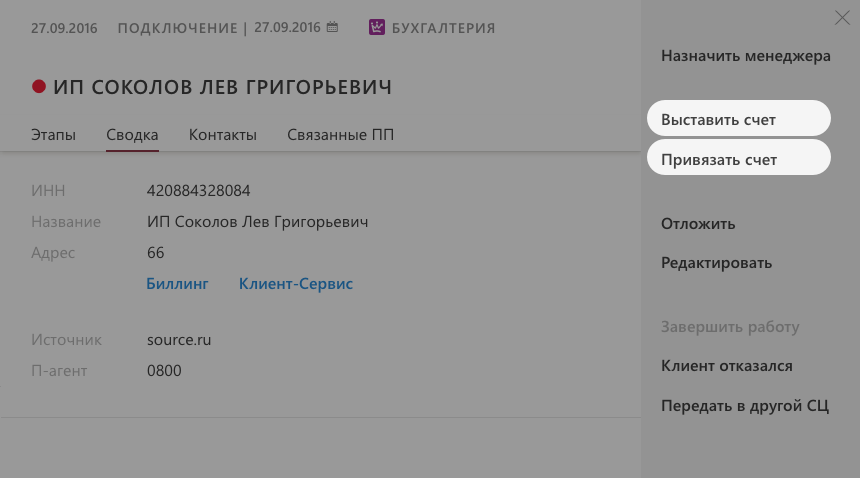 27.09.2016 ПОДКЛЮЧЕНИЕ | 27.09.2016 БУХГАЛТЕРИЯ
ИП СОКОЛОВ ЛЕВ ГРИГОРЬЕВИЧ
Этапы Сводка Контакты Связанные ПП
ИНН 420884328084
Название ИП Соколов Лев Григорьевич
Адрес 66
Биллинг Клиент-Сервис
Источник source.ru
П-агент 0800
Назначить менеджера
Выставить счет
Привязать счет
Отложить
Редактировать
Завершить работу
Клиент отказался
Передать в другой СЦ